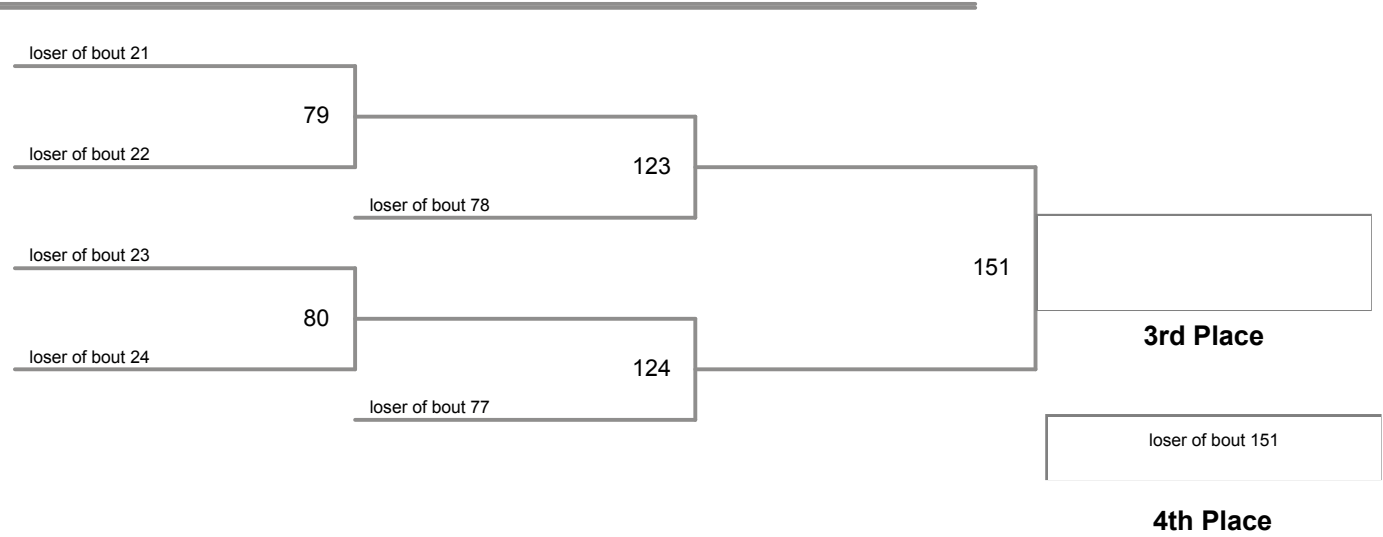 loser of bout 21
79
loser of bout 22
123
loser of bout 78
loser of bout 23
151
80
3rd Place
loser of bout 24
124
loser of bout 77
loser of bout 151
4th Place